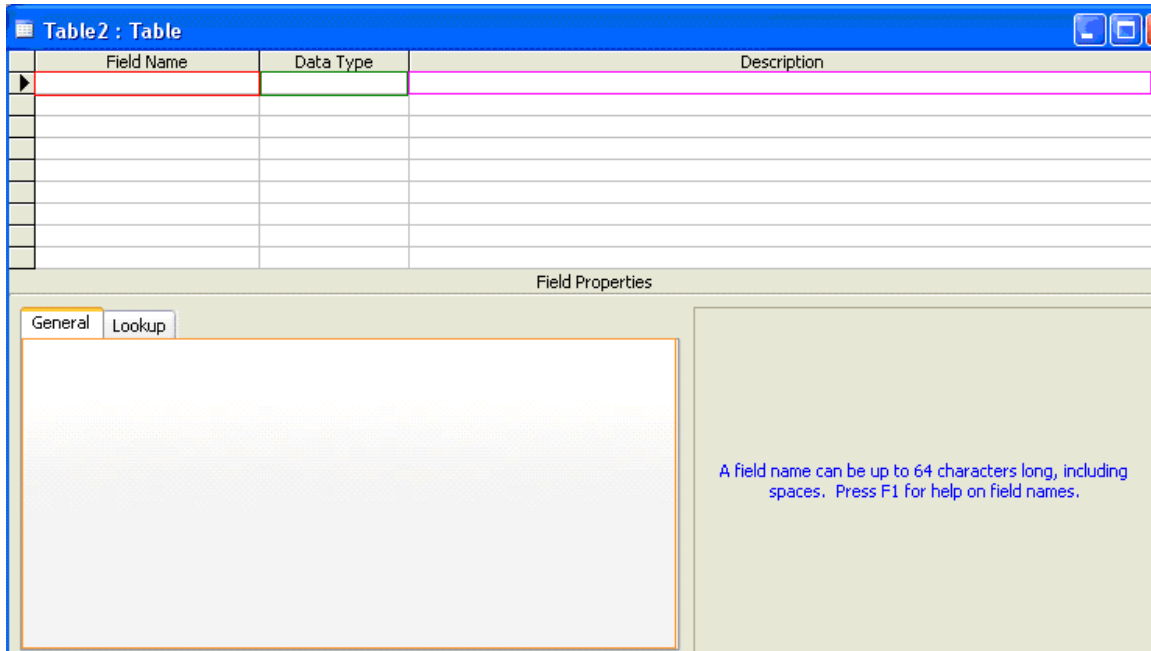 Table2 : Table
Field Name Data Type Description
Field Properties
General Lookup
A field name can be up to 64 characters long, including
spaces. Press F1 for help on field names.